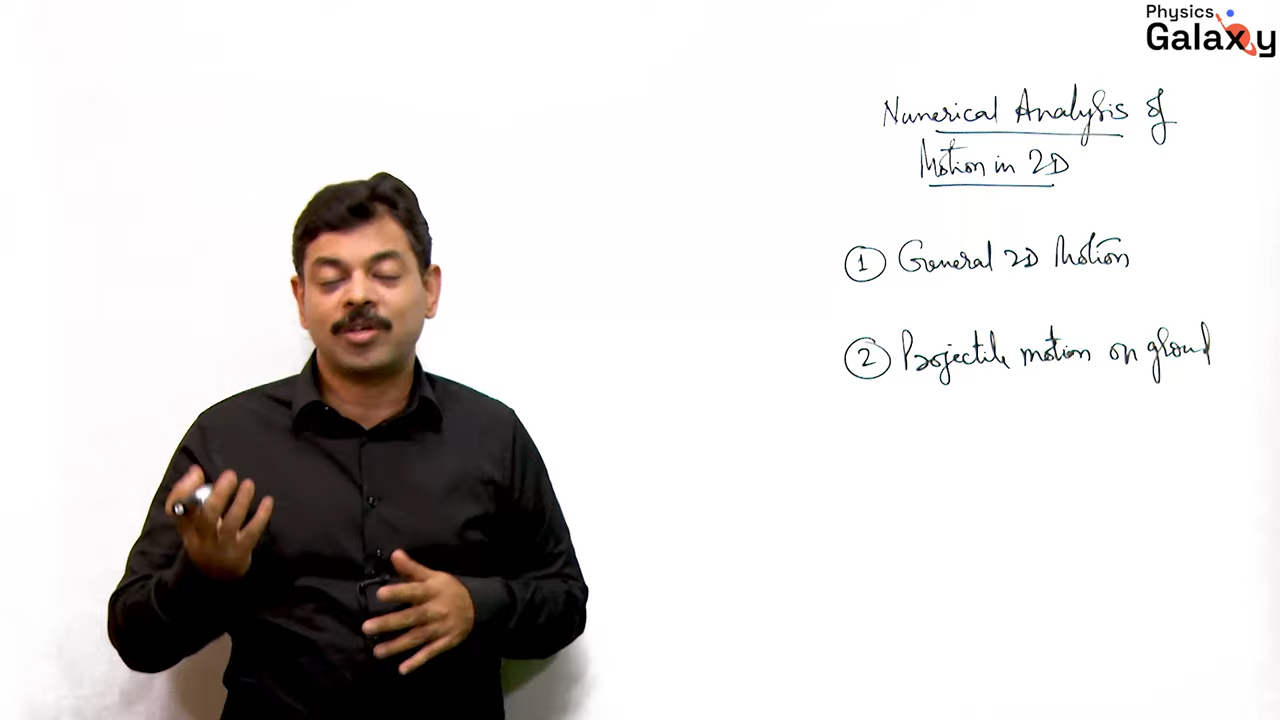 Physics
Galaxy
Numerical Analysis of
Motion in 2D
1 General 2D Motion
2 Projectile motion on ground